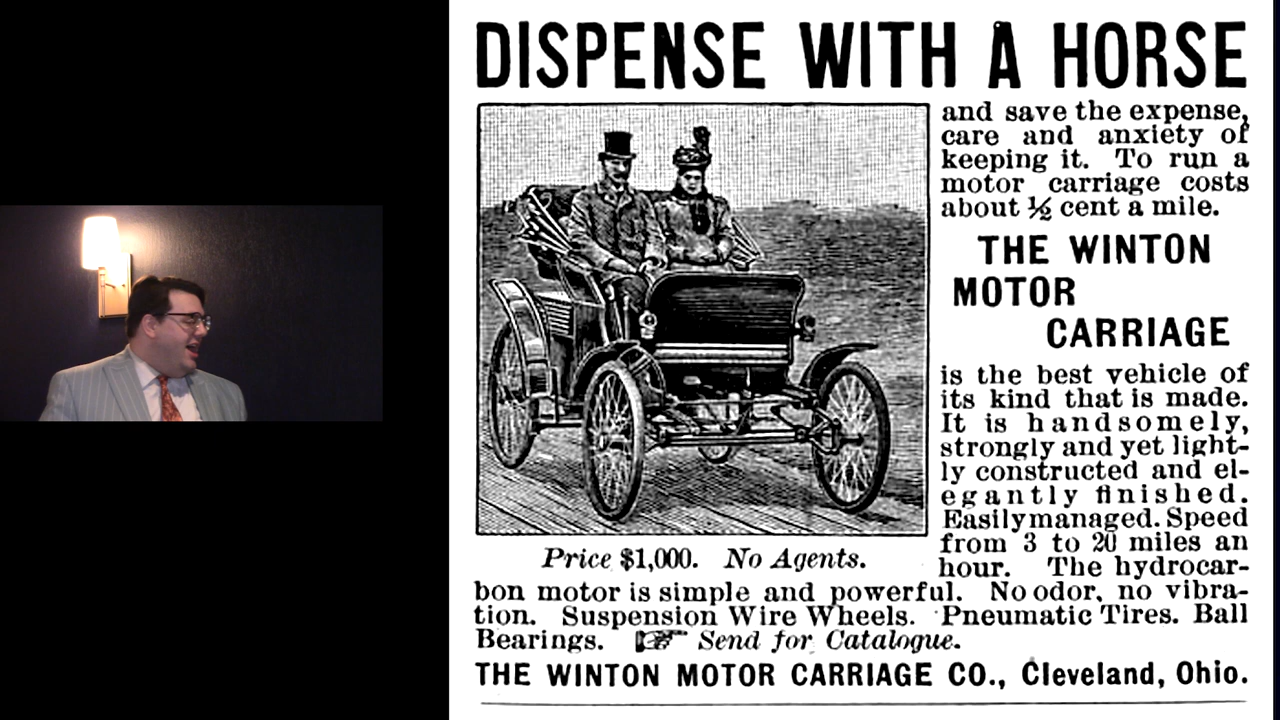 DISPENSE WITH A HORSE
and save the expense,
care and anxiety of
keeping it. To run a
motor carriage costs
about ½ cent a mile.
THE WINTON
MOTOR
CARRIAGE
is the best vehicle of
its kind that is made.
It is handsomely,
strongly and yet light-
ly constructed and el-
egantly finished.
Easily managed. Speed
from 3 to 20 miles an
hour. The hydrocar-
Price $1,000. No Agents.
bon motor is simple and powerful. No odor, no vibra-
tion. Suspension Wire Wheels. Pneumatic Tires. Ball
Bearings. ☞ Send for Catalogue.
THE WINTON MOTOR CARRIAGE CO., Cleveland, Ohio.